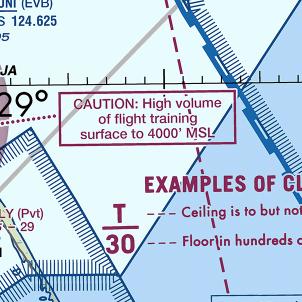 UNI (EVB)
S 124.625
05
JA
29°
CAUTION: High volume
of flight training
surface to 4000' MSL
EXAMPLES OF CL
T
30
Ceiling is to but not
Floor in hundreds o
LY (Pvt)
- 29